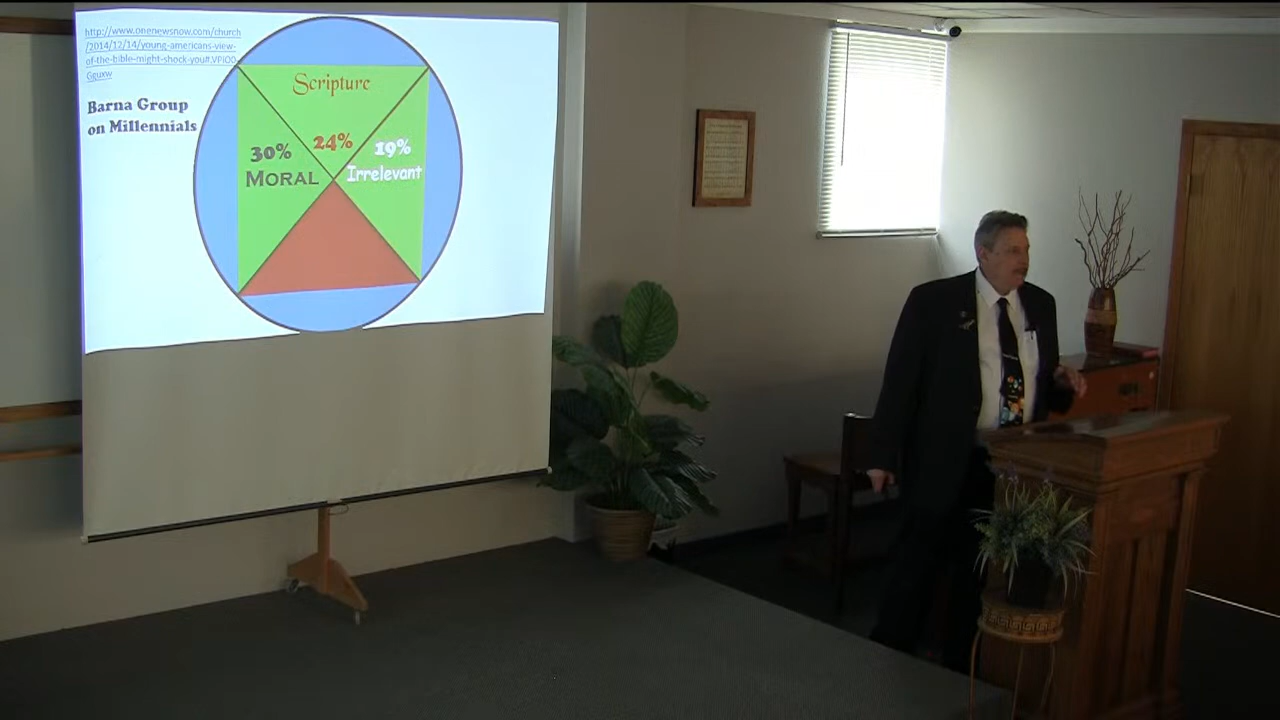 http://www.onenewsnow.com/church
/2014/12/14/young-americans-view-
of-the-bible-might-shock-you#.VPIO0
Gguxw
Barna Group
on Millennials
Scripture
24%
30%
MORAL
19%
Irrelevant